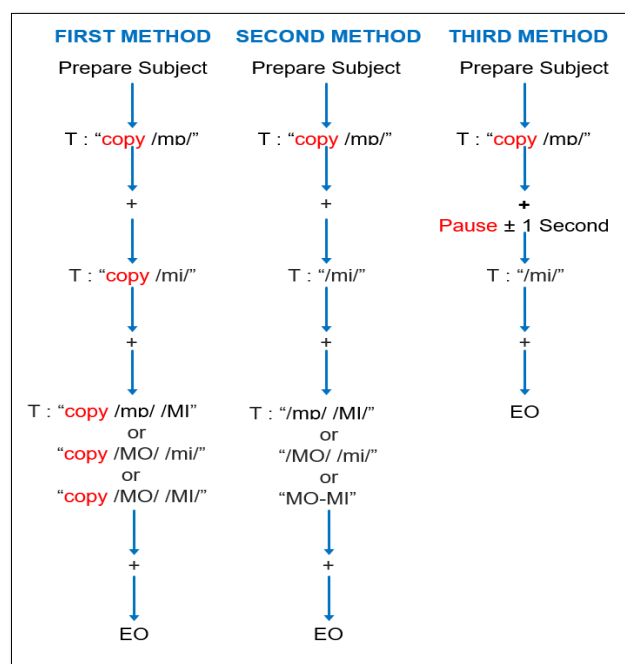 FIRST METHOD
Prepare Subject
T : “copy /mɒ/”
+
T : “copy /mi/”
+
T : “copy /mɒ/ /MI”
or
“copy /MO/ /mi/”
or
“copy /MO/ /MI/”
+
EO
SECOND METHOD
Prepare Subject
T : “copy /mɒ/”
+
T : “/mi/”
+
T : “/mɒ/ /MI/”
or
“/MO/ /mi/”
or
“MO-MI”
+
EO
THIRD METHOD
Prepare Subject
T : “copy /mɒ/”
+
Pause ± 1 Second
T : “/mi/”
+
EO